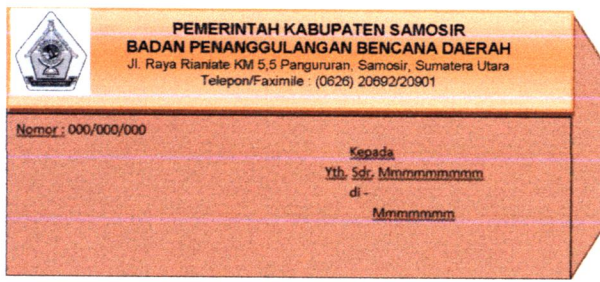 PEMERINTAH KABUPATEN SAMOSIR
BADAN PENANGGULANGAN BENCANA DAERAH
Jl. Raya Rianiate KM 5,5 Pangururan, Samosir, Sumatera Utara
Telepon/Faximile : (0626) 20692/20901
Nomor : 000/000/000
Kepada
Yth. Sdr. Mmmmmmmmm
di -
Mmmmmmm